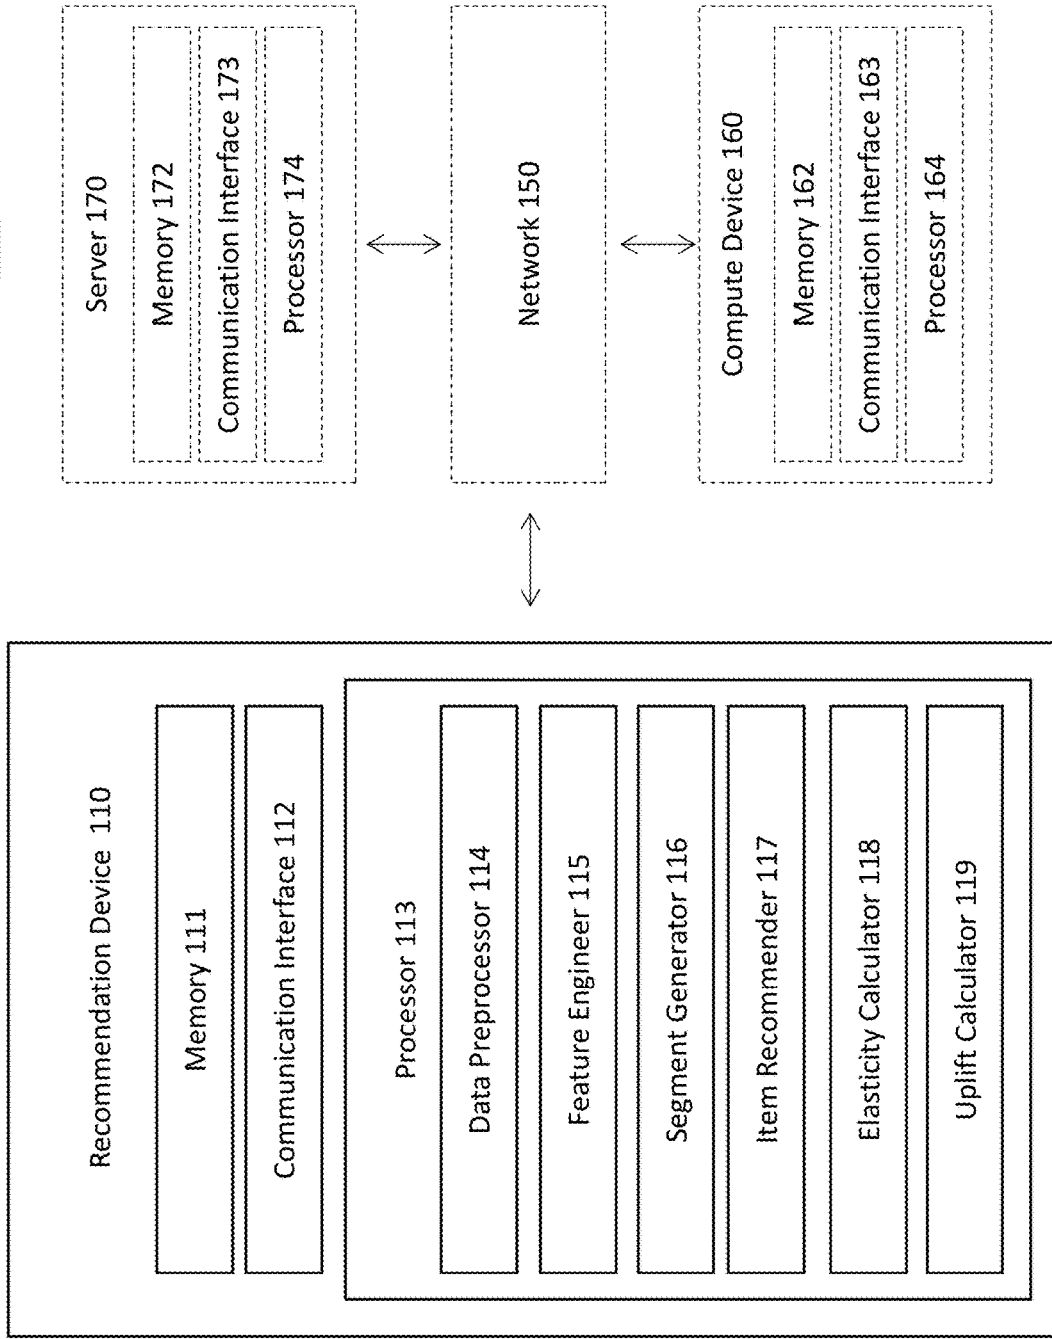 Recommendation Device 110
Memory 111
Communication Interface 112
Processor 113
Data Preprocessor 114
Feature Engineer 115
Segment Generator 116
Item Recommender 117
Elasticity Calculator 118
Uplift Calculator 119
Server 170
Memory 172
Communication Interface 173
Processor 174
Network 150
Compute Device 160
Memory 162
Communication Interface 163
Processor 164